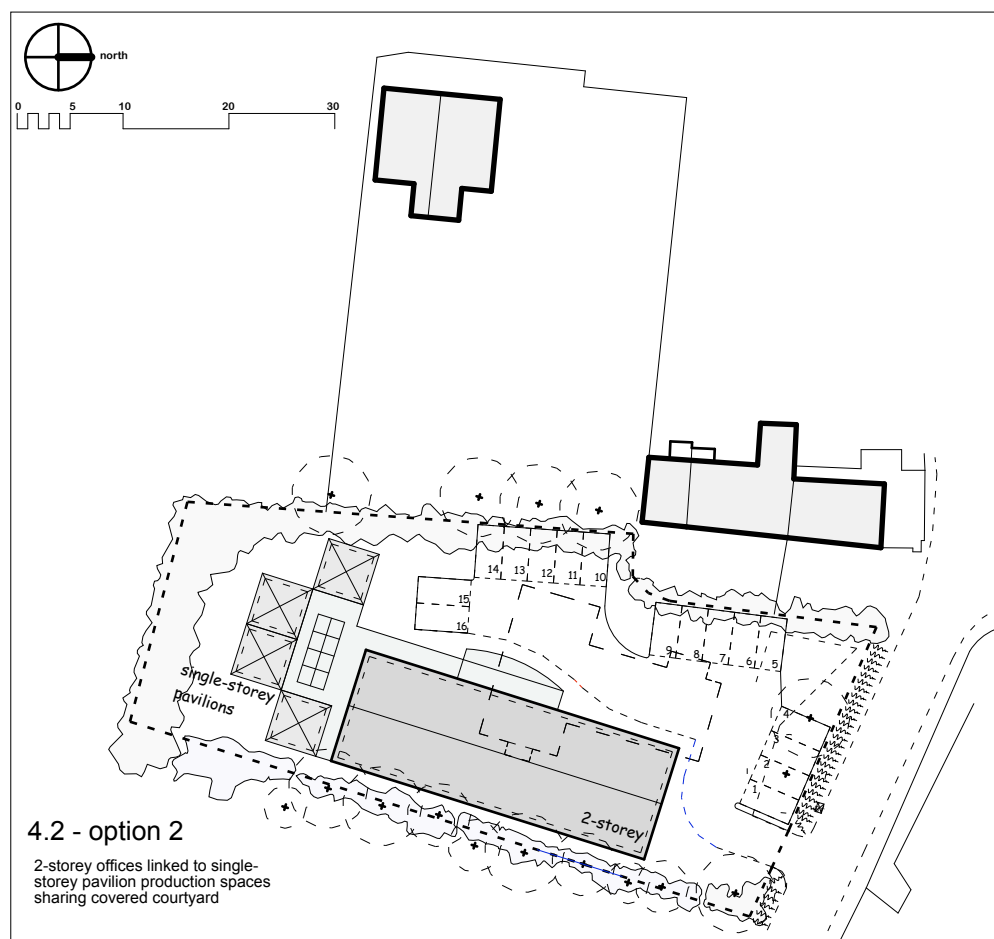 north
0 5 10 20 30
14 13 12 11 10
15
16
9 8 7 6 5
4
3
2
1
single-storey
pavilions
2-storey
4.2 - option 2
2-storey offices linked to single-
storey pavilion production spaces
sharing covered courtyard